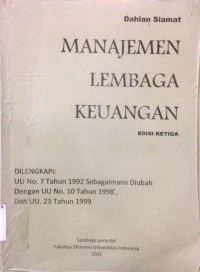 Dahlan Siamat
MANAJEMEN
LEMBAGA
KEUANGAN
EDISI KETIGA
DILENGKAPI:
UU No. 7 Tahun 1992 Sebagaimana Diubah
Dengan UU No. 10 Tahun 1998',
Dan UU. 23 Tahun 1999
Lembaga penerbit
Fakultas Ekonomi Universitas Indonesia
2001